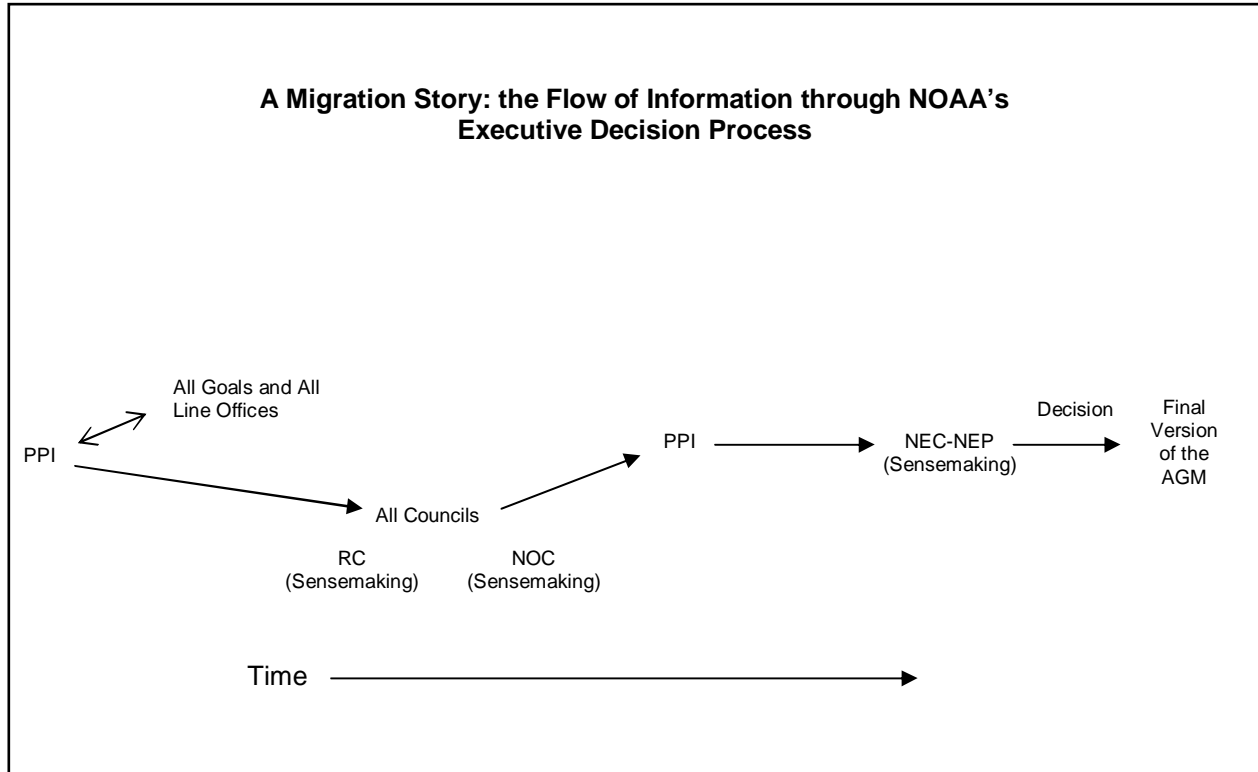 A Migration Story: the Flow of Information through NOAA's
Executive Decision Process
All Goals and All
Line Offices
PPI
All Councils
RC
(Sensemaking)
NOC
(Sensemaking)
PPI
NEC-NEP
(Sensemaking)
Decision
Final
Version
of the
AGM
Time